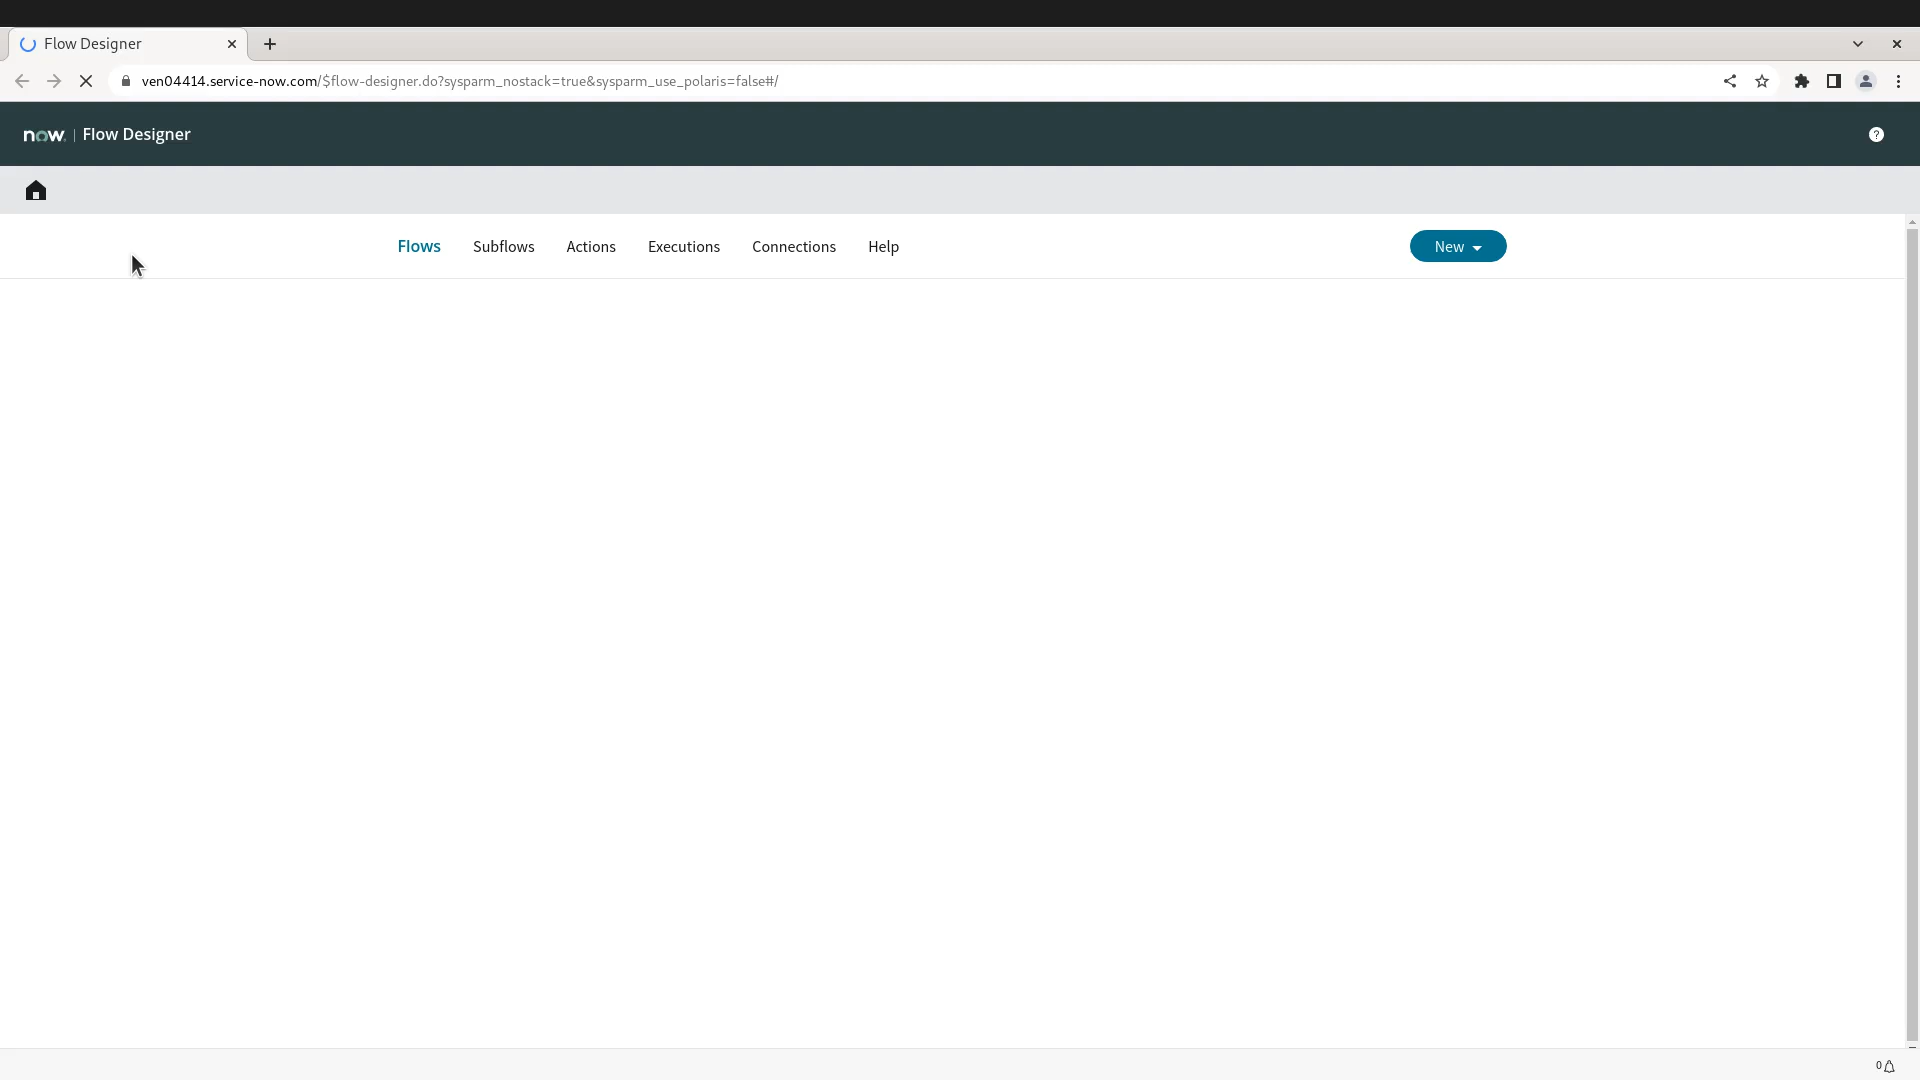 Flow Designer
ven04414.service-now.com/$flow-designer.do?sysparm_nostack=true&sysparm_use_polaris=false#/
now. | Flow Designer
Flows Subflows Actions Executions Connections Help New
0